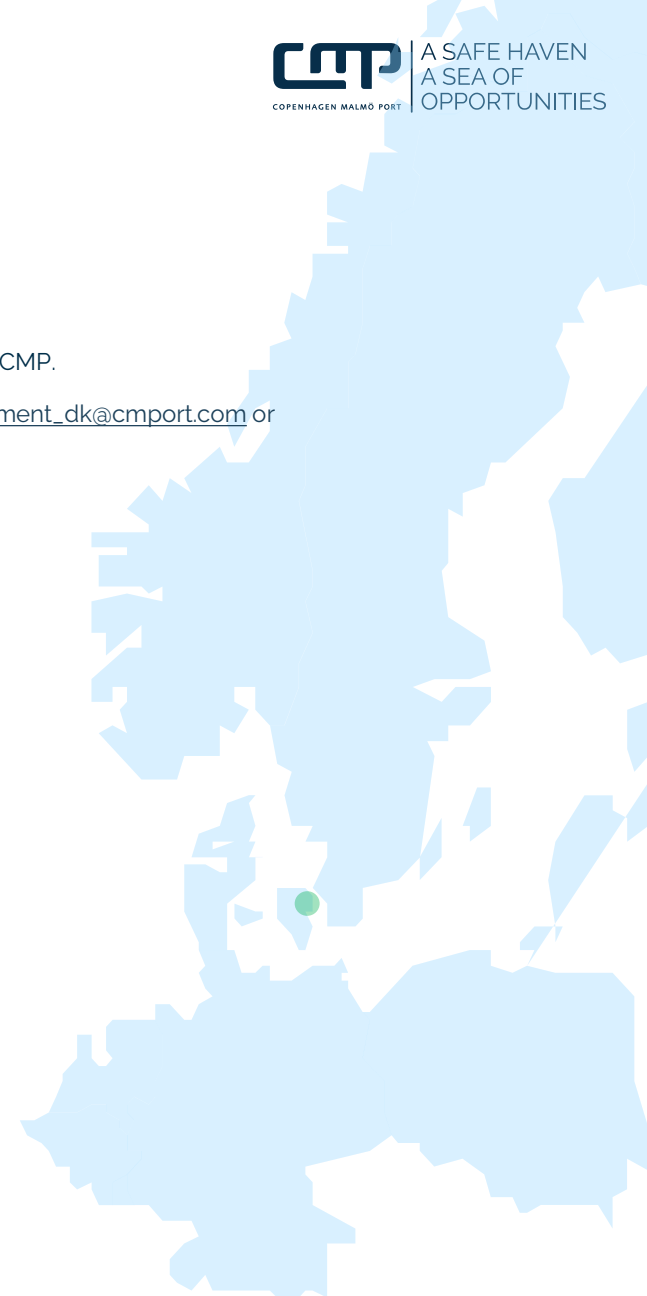 CMP
COPENHAGEN MALMÖ PORT
A SAFE HAVEN
A SEA OF
OPPORTUNITIES
CMP.
ment_dk@cmport.com or